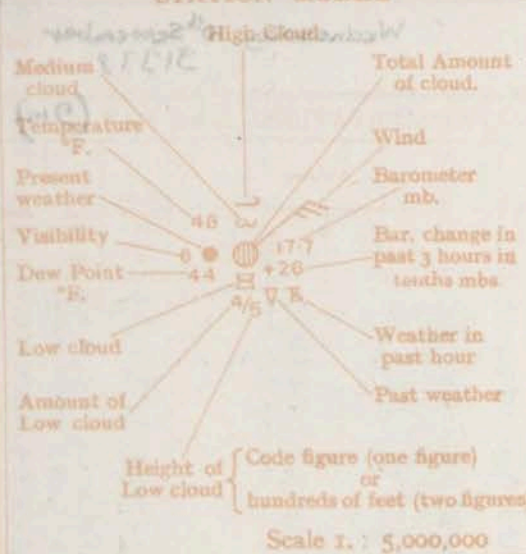 High Cloud
Medium cloud
Total Amount of cloud.
Temperature °F.
Wind
Present weather
Barometer mb.
48
Visibility
6
177
Bar. change in past 3 hours in tenths mbs.
Dew Point °F.
44
+26
4/5
Low cloud
Weather in past hour
Amount of Low cloud
Past weather
Height of Low cloud
Code figure (one figure)
or
hundreds of feet (two figures
Scale 1. : 5,000,000